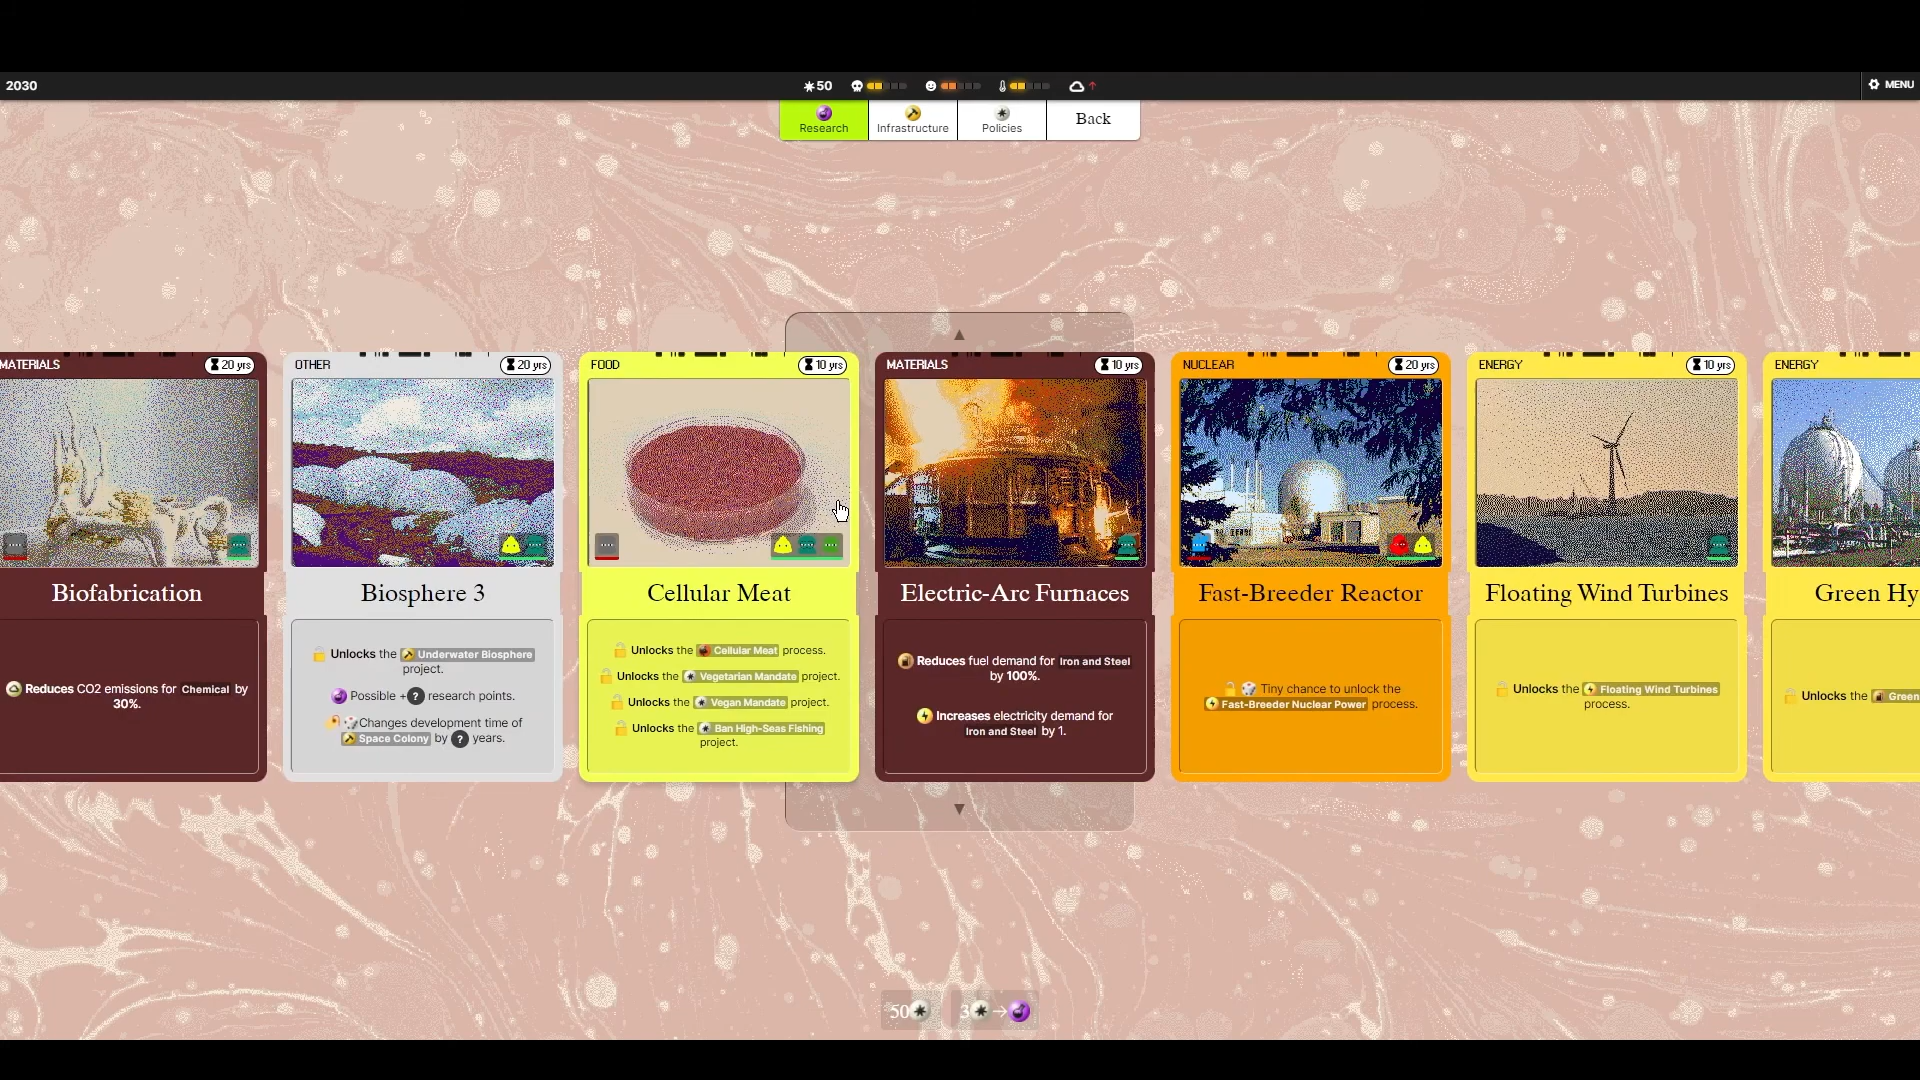 2030
50
MENU
Research
Infrastructure
Policies
Back
MATERIALS
20 yrs
Biofabrication
Reduces CO2 emissions for Chemical by
30%.
OTHER
20 yrs
Biosphere 3
Unlocks the Underwater Biosphere
project.
Possible +? research points.
Changes development time of
Space Colony by ? years.
FOOD
10 yrs
Cellular Meat
Unlocks the Cellular Meat process.
Unlocks the Vegetarian Mandate project.
Unlocks the Vegan Mandate project.
Unlocks the Ban High-Seas Fishing
project.
MATERIALS
10 yrs
Electric-Arc Furnaces
Reduces fuel demand for Iron and Steel
by 100%.
Increases electricity demand for
Iron and Steel by 1.
NUCLEAR
20 yrs
Fast-Breeder Reactor
Tiny chance to unlock the
Fast-Breeder Nuclear Power process.
ENERGY
10 yrs
Floating Wind Turbines
Unlocks the Floating Wind Turbines
process.
ENERGY
Green Hy
Unlocks the Green
50
3 →